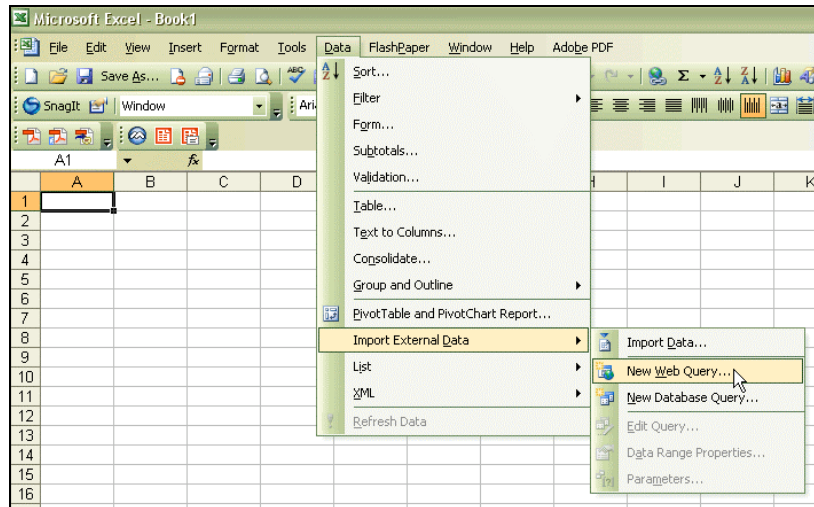 Microsoft Excel - Book1
File Edit View Insert Format Tools Data FlashPaper Window Help Adobe PDF
Save As...
SnagIt Window
A1 fx
A B C D H I J K
Sort...
Filter
Form...
Subtotals...
Validation...
Table...
Text to Columns...
Consolidate...
Group and Outline
PivotTable and PivotChart Report...
Import External Data
List
XML
Refresh Data
Import Data...
New Web Query...
New Database Query...
Edit Query...
Data Range Properties...
Parameters...
1
2
3
4
5
6
7
8
9
10
11
12
13
14
15
16